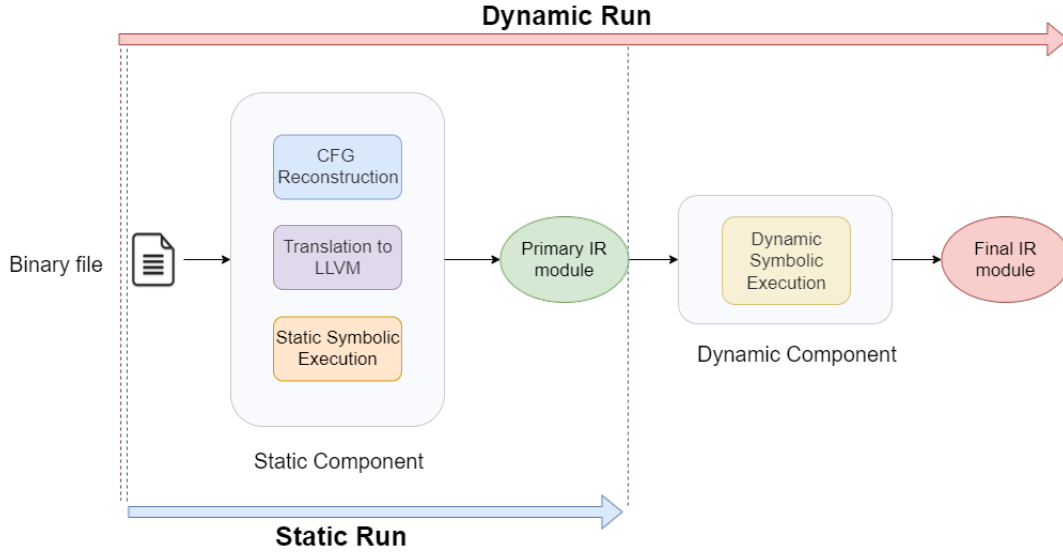 Dynamic Run
CFG
Reconstruction
Translation to
LLVM
Static Symbolic
Execution
Binary file
Static Component
Primary IR
module
Dynamic
Symbolic
Execution
Dynamic Component
Final IR
module
Static Run